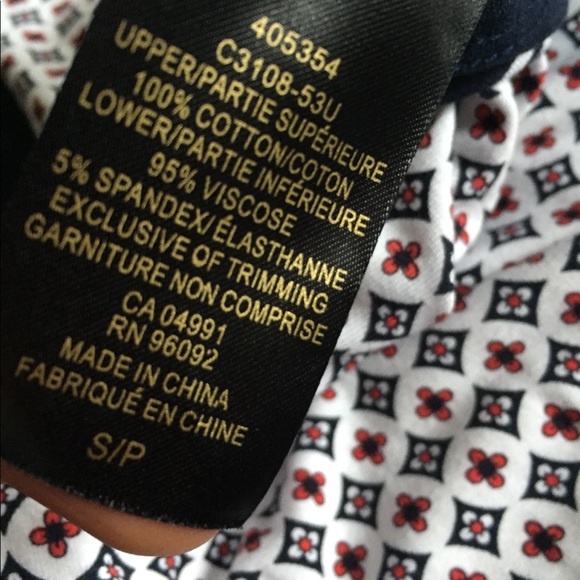 405354
C3108-53U
UPPER/PARTIE SUPÉRIEURE
100% COTTON/COTON
LOWER/PARTIE INFÉRIEURE
95% VISCOSE
5% SPANDEX/ÉLASTHANNE
EXCLUSIVE OF TRIMMING
GARNITURE NON COMPRISE
CA 04991
RN 96092
MADE IN CHINA
FABRIQUÉ EN CHINE
S/P